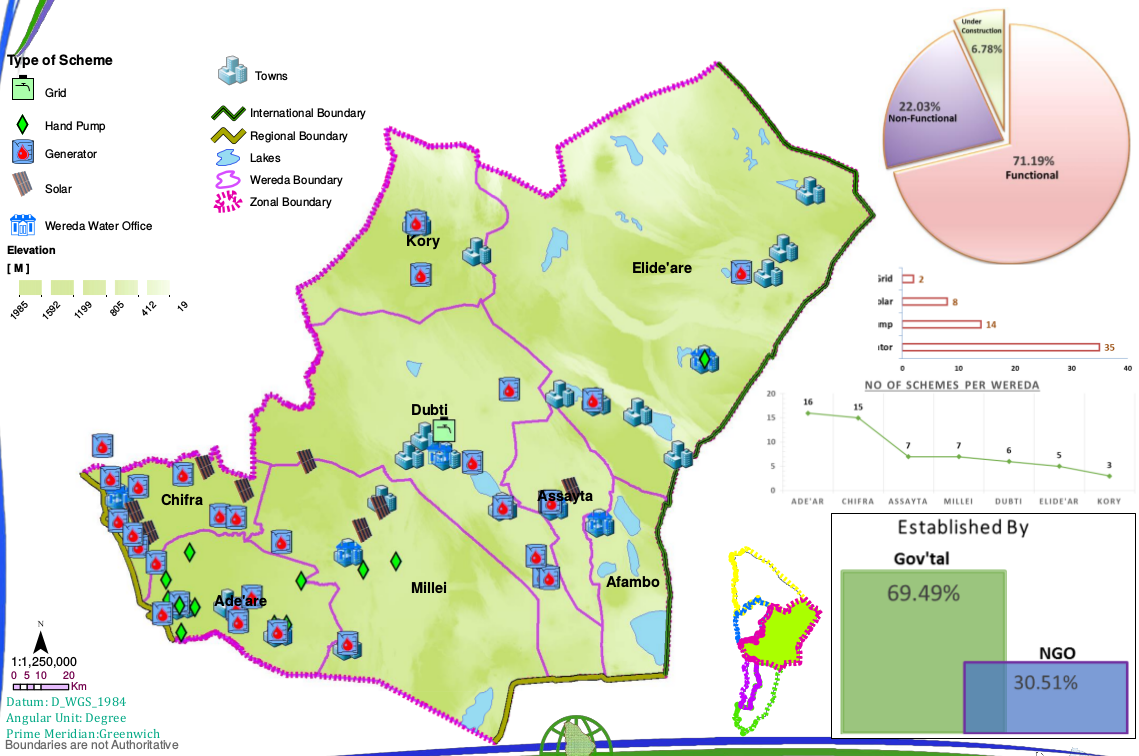 Type of Scheme
Grid
Hand Pump
Generator
Solar
Wereda Water Office
Elevation
[ M ]
1985
1592
1199
805
412
19
Towns
International Boundary
Regional Boundary
Lakes
Wereda Boundary
Zonal Boundary
Kory
Elide'are
Dubti
Chifra
Assayta
Ade'are
Millei
Afambo
N
1:1,250,000
0 5 10 20
Km
Datum: D_WGS_1984
Angular Unit: Degree
Prime Meridian:Greenwich
Boundaries are not Authoritative
Under
Construction
6.78%
22.03%
Non-Functional
71.19%
Functional
rid 2
olar 8
mp 14
tor 35
0 10 20 30 40
NO OF SCHEMES PER WEREDA
20
15
10
5
0
16 15 7 7 6 5 3
ADE'AR CHIFRA ASSAYTA MILLEI DUBTI ELIDE'AR KORY
Established By
Gov'tal
69.49%
NGO
30.51%